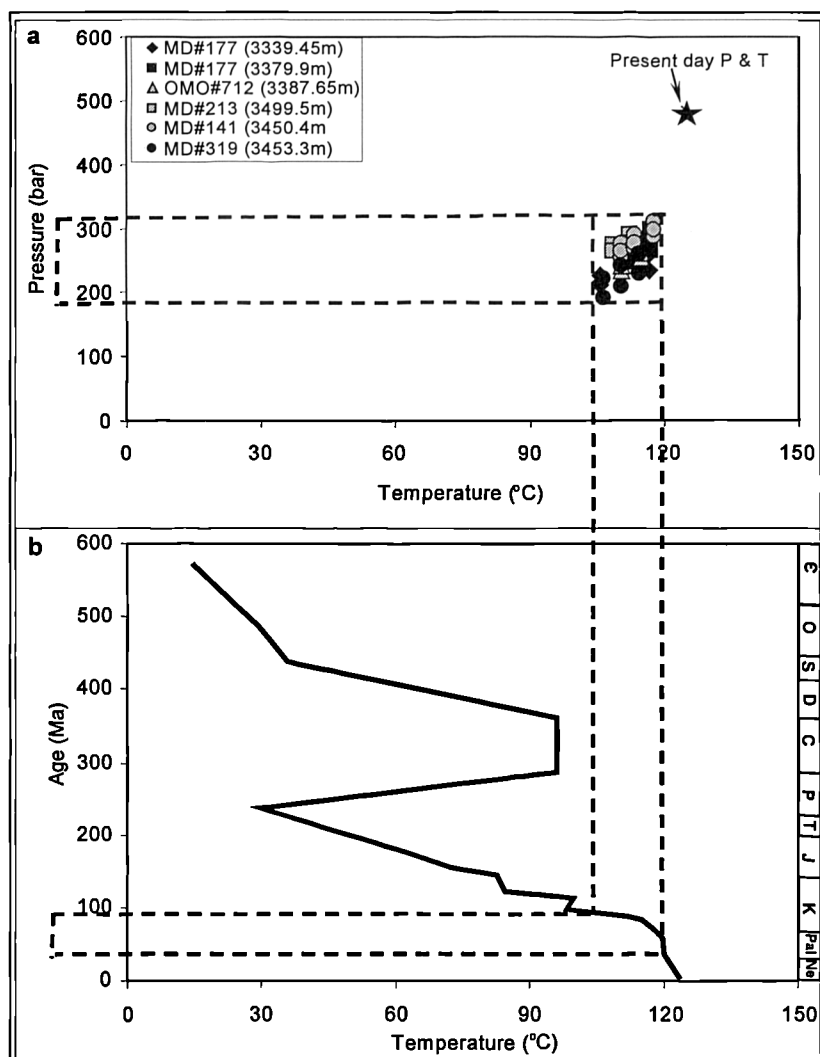 a
600
500
400
300
200
100
0
Pressure (bar)
MD#177 (3339.45m)
MD#177 (3379.9m)
OMO#712 (3387.65m)
MD#213 (3499.5m)
MD#141 (3450.4m
MD#319 (3453.3m)
Present day P & T
0 30 60 90 120 150
Temperature (ºC)
b
600
500
400
300
200
100
0
Age (Ma)
Є
O
S
D
C
P
T
J
K
Pal
Ne
0 30 60 90 120 150
Temperature (ºC)